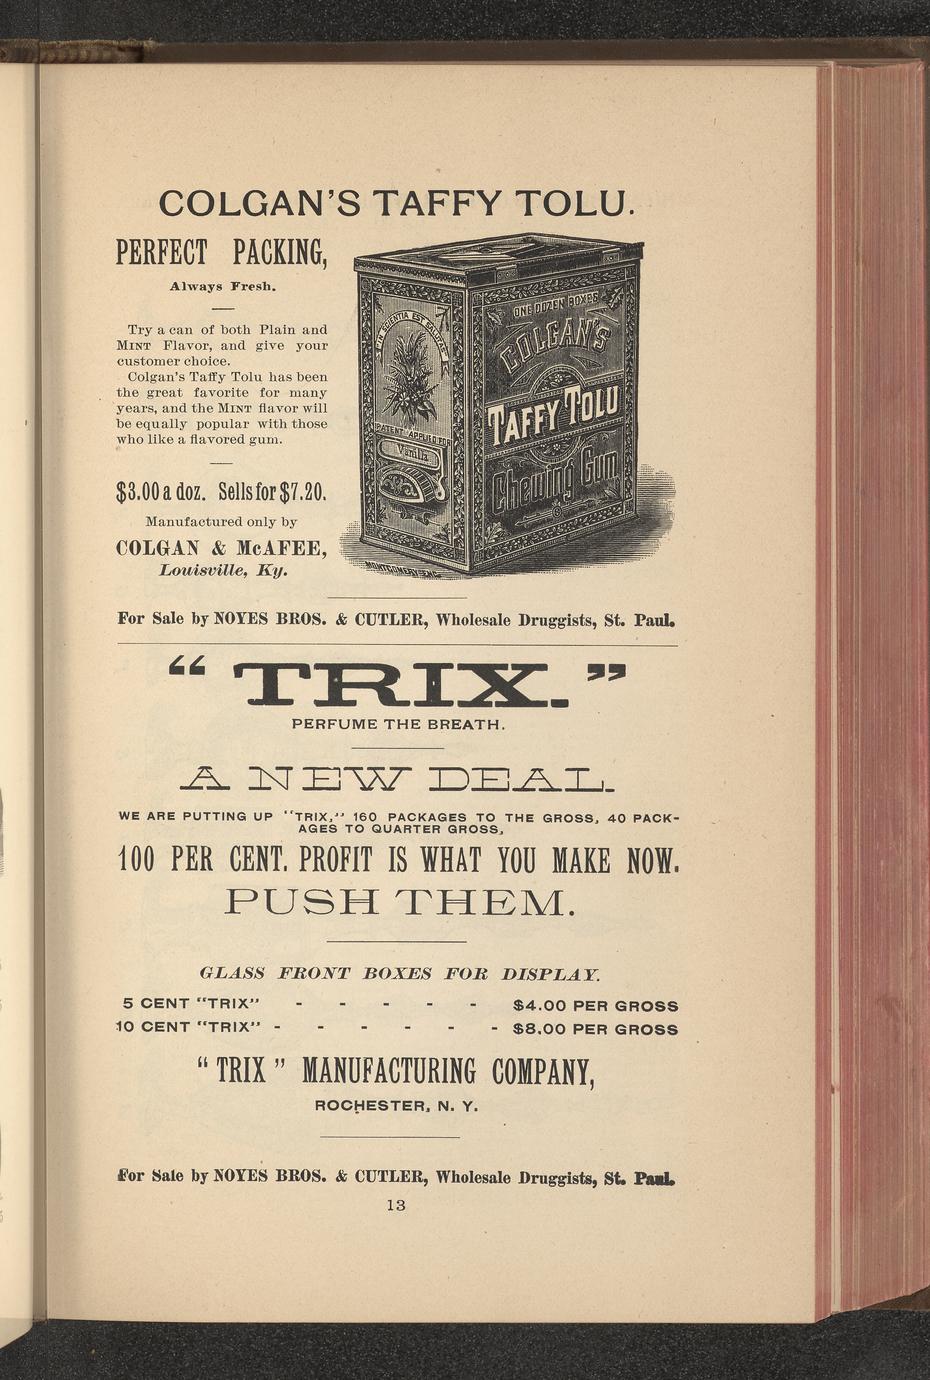 COLGAN'S TAFFY TOLU.
PERFECT PACKING,
Always Fresh.
Try a can of both Plain and
MINT Flavor, and give your
customer choice.
Colgan's Taffy Tolu has been
the great favorite for many
years, and the MINT flavor will
be equally popular with those
who like a flavored gum.
$3.00 a doz. Sells for $7.20.
Manufactured only by
COLGAN & McAFEE,
Louisville, Ky.
IN SCIENTIA EST SALUTAS
PATENT APPLIED FOR
Vanilla
ONE DOZEN BOXES
COLGAN'S
TAFFY TOLU
Chewing Gum
MONTGOMERY ENG.
For Sale by NOYES BROS. & CUTLER, Wholesale Druggists, St. Paul.
"TRIX."
PERFUME THE BREATH.
A NEW DEAL.
WE ARE PUTTING UP "TRIX," 160 PACKAGES TO THE GROSS, 40 PACK-
AGES TO QUARTER GROSS,
100 PER CENT. PROFIT IS WHAT YOU MAKE NOW.
PUSH THEM.
GLASS FRONT BOXES FOR DISPLAY.
5 CENT "TRIX" - - - - - $4.00 PER GROSS
10 CENT "TRIX" - - - - - - $8.00 PER GROSS
"TRIX" MANUFACTURING COMPANY,
ROCHESTER, N. Y.
For Sale by NOYES BROS. & CUTLER, Wholesale Druggists, St. Paul.
13